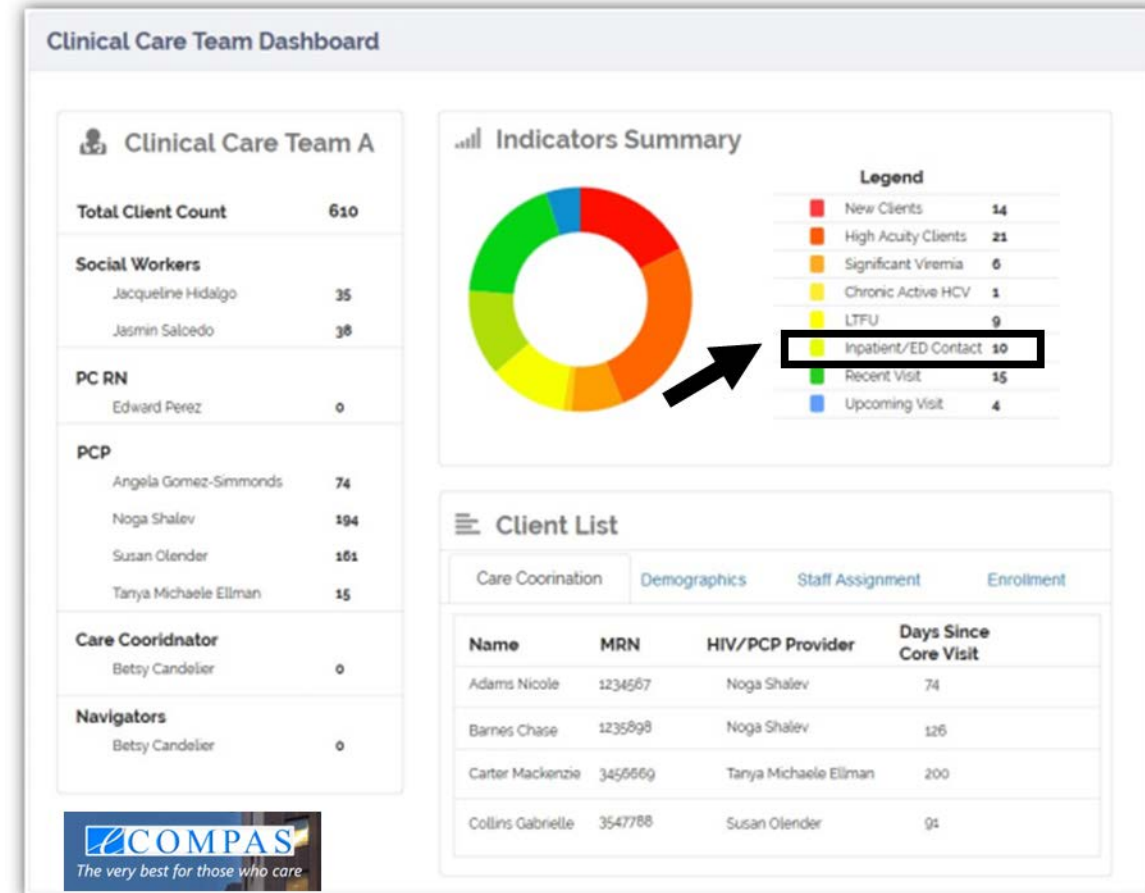 Clinical Care Team Dashboard
Clinical Care Team A
Total Client Count 610
Social Workers
Jacqueline Hidalgo 35
Jasmin Salcedo 38
PC RN
Edward Perez 0
PCP
Angela Gomez-Simmonds 74
Noga Shalev 194
Susan Olender 161
Tanya Michaele Ellman 15
Care Cooridnator
Betsy Candelier 0
Navigators
Betsy Candelier 0
COMPAS
The very best for those who care
Indicators Summary
Legend
New Clients 14
High Acuity Clients 21
Significant Viremia 6
Chronic Active HCV 1
LTFU 9
Inpatient/ED Contact 10
Recent Visit 15
Upcoming Visit 4
Client List
Care Coorination Demographics Staff Assignment Enrollment
Name MRN HIV/PCP Provider Days Since
Core Visit
Adams Nicole 1234567 Noga Shalev 74
Barnes Chase 1235898 Noga Shalev 126
Carter Mackenzie 3456669 Tanya Michaele Ellman 200
Collins Gabrielle 3547788 Susan Olender 91